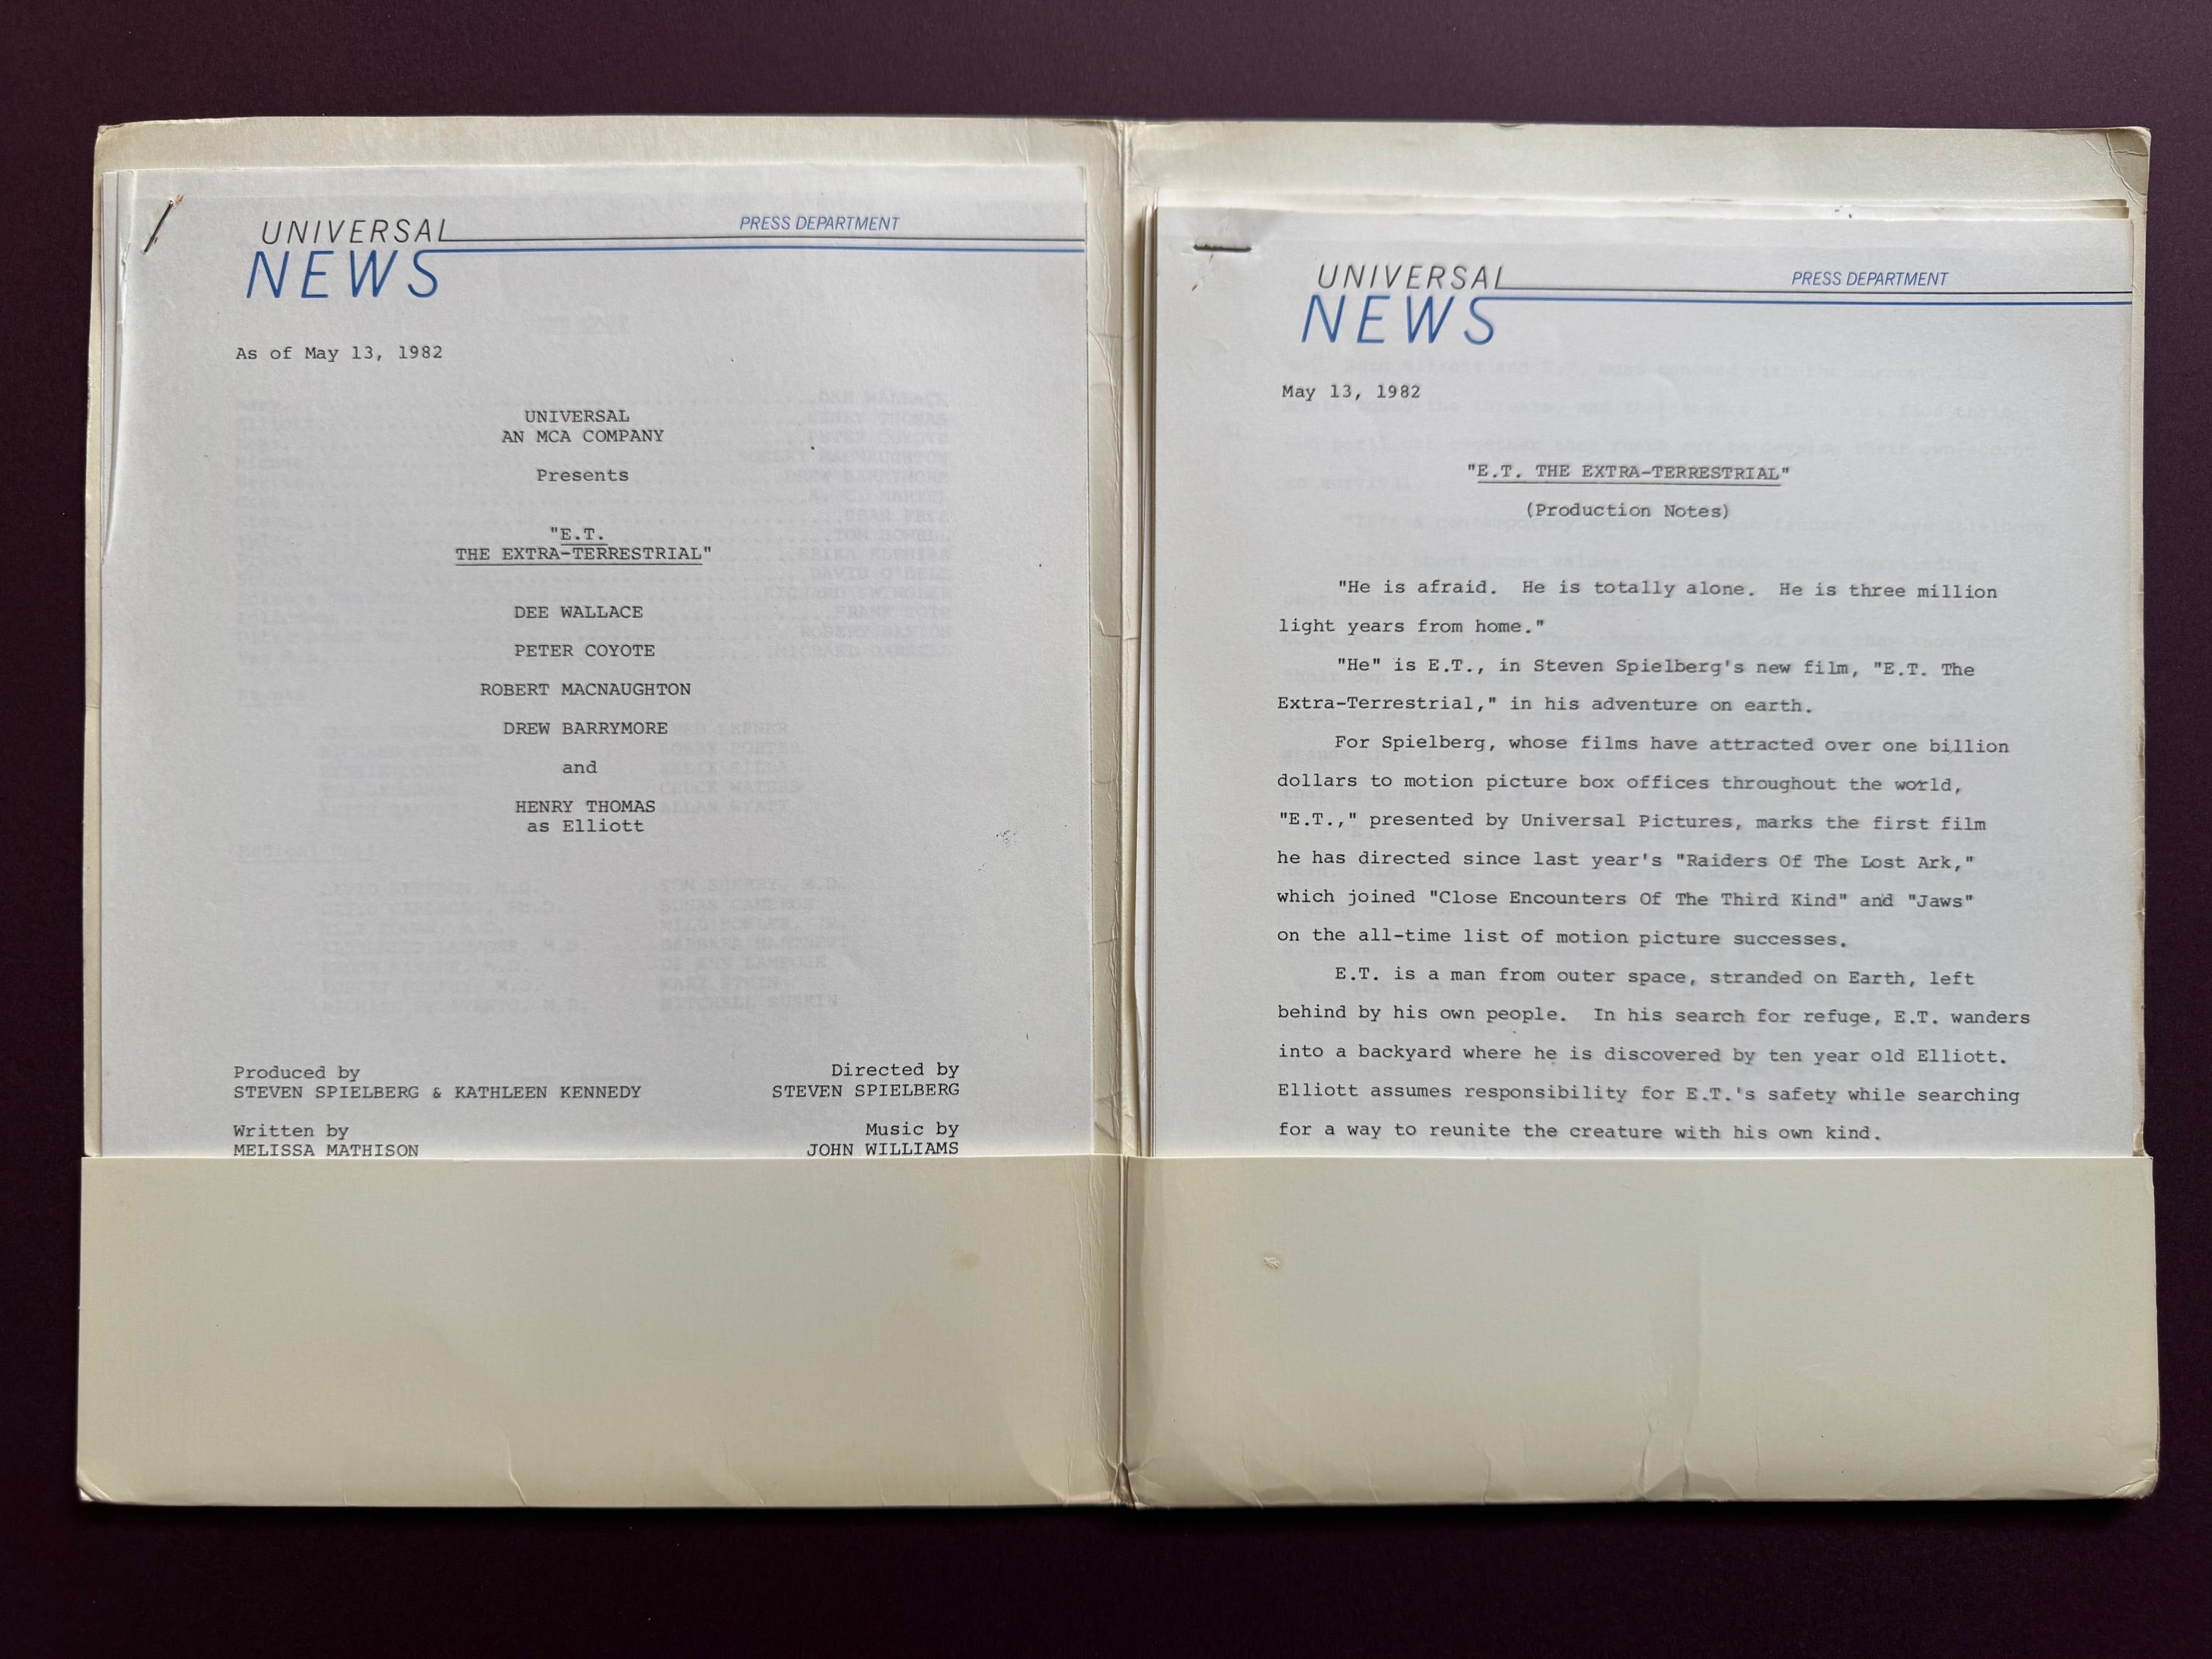 UNIVERSAL
PRESS DEPARTMENT
NEWS
As of May 13, 1982
UNIVERSAL
AN MCA COMPANY
Presents
"E.T.
THE EXTRA-TERRESTRIAL"
DEE WALLACE
PETER COYOTE
ROBERT MACNAUGHTON
DREW BARRYMORE
and
HENRY THOMAS
as Elliott
Produced by
STEVEN SPIELBERG & KATHLEEN KENNEDY
Directed by
STEVEN SPIELBERG
Written by
MELISSA MATHISON
Music by
JOHN WILLIAMS
UNIVERSAL
PRESS DEPARTMENT
NEWS
May 13, 1982
"E.T. THE EXTRA-TERRESTRIAL"
(Production Notes)
"He is afraid. He is totally alone. He is three million
light years from home."
"He" is E.T., in Steven Spielberg's new film, "E.T. The
Extra-Terrestrial," in his adventure on earth.
For Spielberg, whose films have attracted over one billion
dollars to motion picture box offices throughout the world,
"E.T.," presented by Universal Pictures, marks the first film
he has directed since last year's "Raiders Of The Lost Ark,"
which joined "Close Encounters Of The Third Kind" and "Jaws"
on the all-time list of motion picture successes.
E.T. is a man from outer space, stranded on Earth, left
behind by his own people. In his search for refuge, E.T. wanders
into a backyard where he is discovered by ten year old Elliott.
Elliott assumes responsibility for E.T.'s safety while searching
for a way to reunite the creature with his own kind.